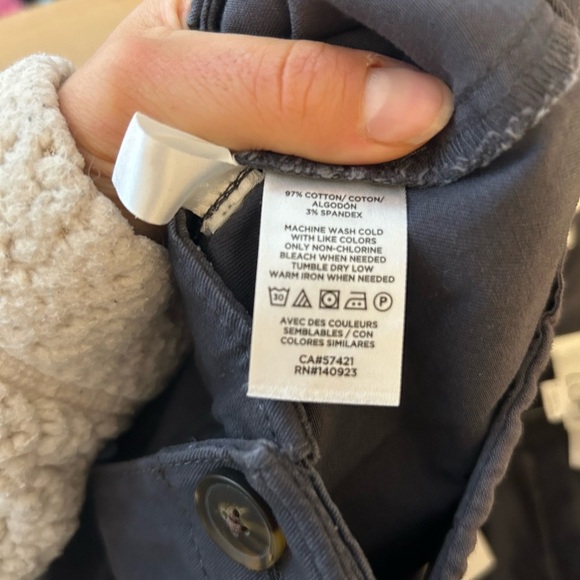 97% COTTON/ COTON/
ALGODÓN
3% SPANDEX
MACHINE WASH COLD
WITH LIKE COLORS
ONLY NON-CHLORINE
BLEACH WHEN NEEDED
TUMBLE DRY LOW
WARM IRON WHEN NEEDED
30 P
AVEC DES COULEURS
SEMBLABLES / CON
COLORES SIMILARES
CA#57421
RN#140923